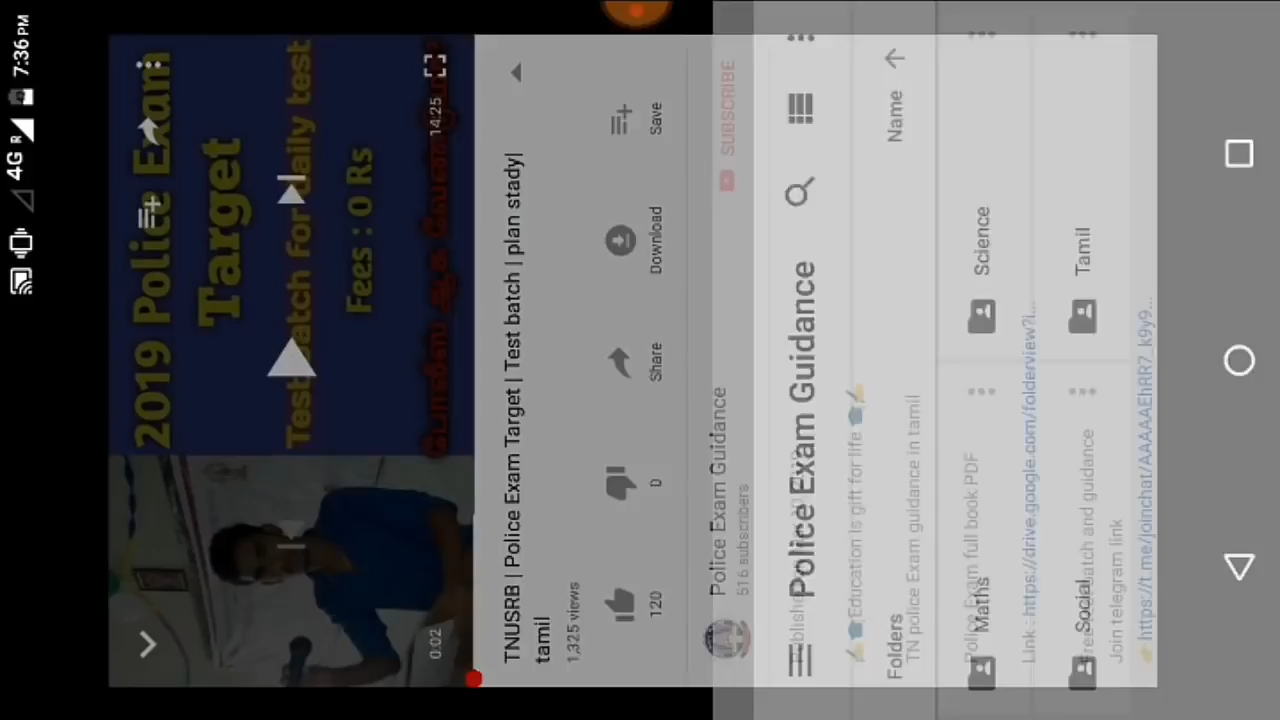 7:36 PM
4G R
2019 Police Exam
Target
Test batch for daily test
Fees : 0 Rs
0:02
14:25
TNUSRB | Police Exam Target | Test batch | plan stady|
tamil
1,325 views
120
0
Share
Download
Save
Police Exam Guidance
516 subscribers
SUBSCRIBE
Education is gift for life
TN police Exam guidance in tamil
Police Exam full book PDF
Link : https://drive.google.com/folderview?i...
batch and guidance
Join telegram link
https://t.me/joinchat/AAAAAEhRR7_k9y9...
Police Exam Guidance
Folders
Name
Maths
Science
Social
Tamil